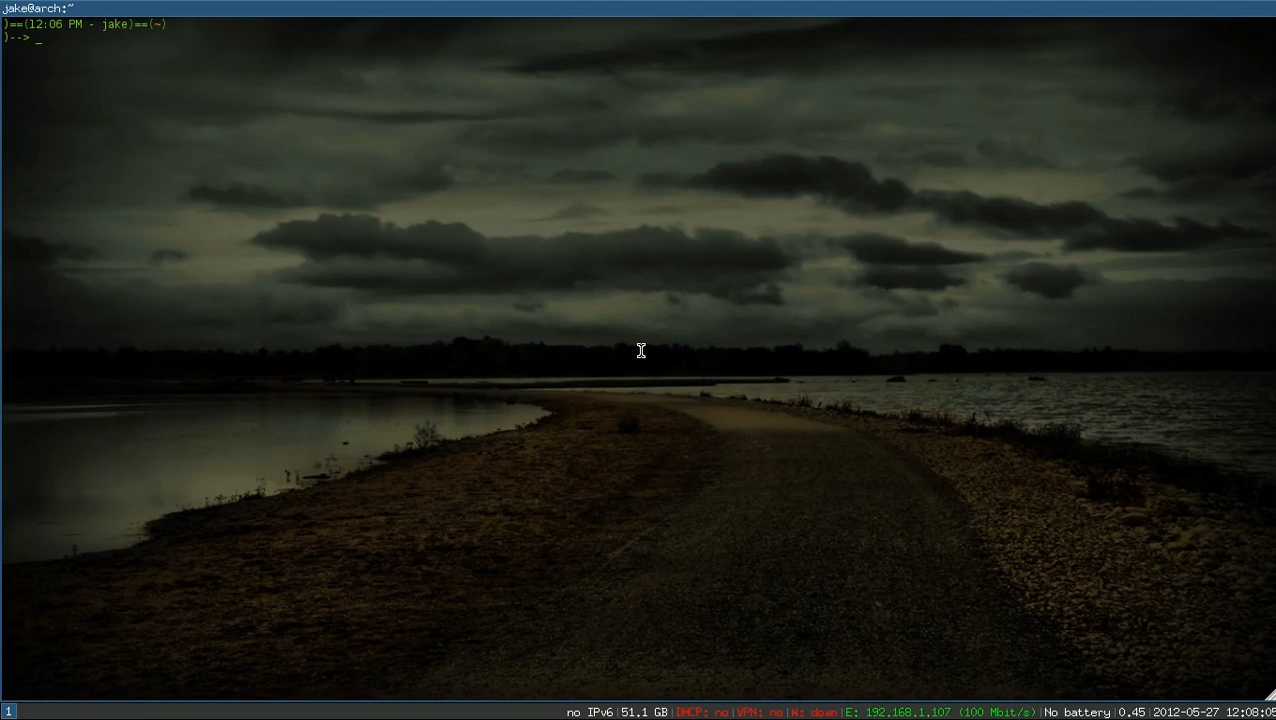 jake@arch:~
)==(12:06 PM - jake)==(~)
)--> _
1
no IPv6|51.1 GB|DHCP: no|VPN: no|W: down|E: 192.168.1.107 (100 Mbit/s)|No battery|0.45|2012-05-27 12:08:05